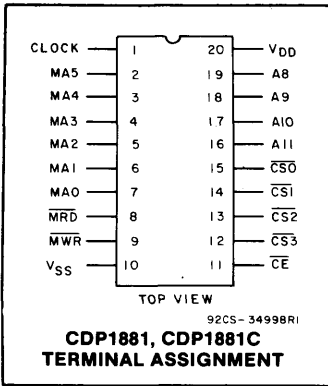 CLOCK 1 20 VDD
MA5 2 19 A8
MA4 3 18 A9
MA3 4 17 A10
MA2 5 16 A11
MA1 6 15 CS0
MA0 7 14 CS1
MRD 8 13 CS2
MWR 9 12 CS3
VSS 10 11 CE
TOP VIEW
92CS-34998R1
CDP1881, CDP1881C
TERMINAL ASSIGNMENT